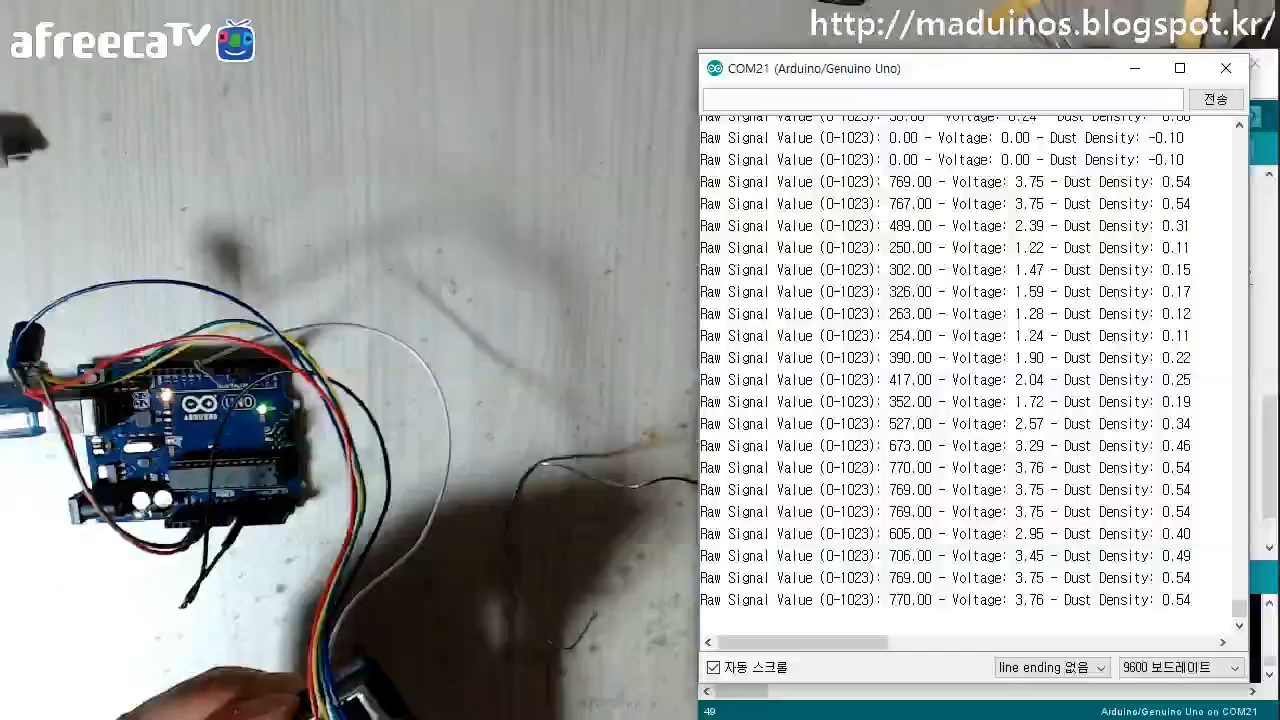 afreecaTV
http://maduinos.blogspot.kr/
COM21 (Arduino/Genuino Uno)
전송
Raw Signal Value (0-1023): 50.00 - Voltage: 0.24 - Dust Density:
Raw Signal Value (0-1023): 0.00 - Voltage: 0.00 - Dust Density: -0.10
Raw Signal Value (0-1023): 0.00 - Voltage: 0.00 - Dust Density: -0.10
Raw Signal Value (0-1023): 769.00 - Voltage: 3.75 - Dust Density: 0.54
Raw Signal Value (0-1023): 767.00 - Voltage: 3.75 - Dust Density: 0.54
Raw Signal Value (0-1023): 489.00 - Voltage: 2.39 - Dust Density: 0.31
Raw Signal Value (0-1023): 250.00 - Voltage: 1.22 - Dust Density: 0.11
Raw Signal Value (0-1023): 302.00 - Voltage: 1.47 - Dust Density: 0.15
Raw Signal Value (0-1023): 326.00 - Voltage: 1.59 - Dust Density: 0.17
Raw Signal Value (0-1023): 263.00 - Voltage: 1.28 - Dust Density: 0.12
Raw Signal Value (0-1023): 254.00 - Voltage: 1.24 - Dust Density: 0.11
Raw Signal Value (0-1023): 390.00 - Voltage: 1.90 - Dust Density: 0.22
Raw Signal Value (0-1023): - Voltage: 2.04 - Dust Density: 0.25
Raw Signal Value (0-1023): - Voltage: 1.72 - Dust Density: 0.19
Raw Signal Value (0-1023): 527.00 - Voltage: 2.57 - Dust Density: 0.34
Raw Signal Value (0-1023): - Voltage: 3.28 - Dust Density: 0.46
Raw Signal Value (0-1023): 770.00 - Voltage: 3.76 - Dust Density: 0.54
Raw Signal Value (0-1023): 769.00 - Voltage: 3.75 - Dust Density: 0.54
Raw Signal Value (0-1023): 769.00 - Voltage: 3.75 - Dust Density: 0.54
Raw Signal Value (0-1023): 605.00 - Voltage: 2.95 - Dust Density: 0.40
Raw Signal Value (0-1023): 706.00 - Voltage: 3.45 - Dust Density: 0.49
Raw Signal Value (0-1023): 769.00 - Voltage: 3.75 - Dust Density: 0.54
Raw Signal Value (0-1023): 770.00 - Voltage: 3.76 - Dust Density: 0.54
ARDUINO
UNO
자동 스크롤
line ending 없음
9600 보드레이트
49
Arduino/Genuino Uno on COM21